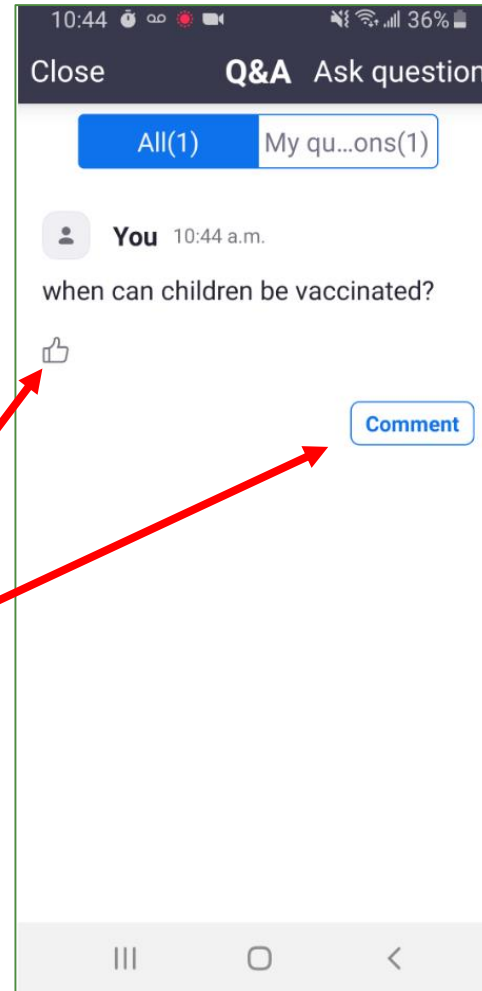 10:44 36%
Close Q&A Ask question
All(1) My qu...ons(1)
You 10:44 a.m.
when can children be vaccinated?
Comment